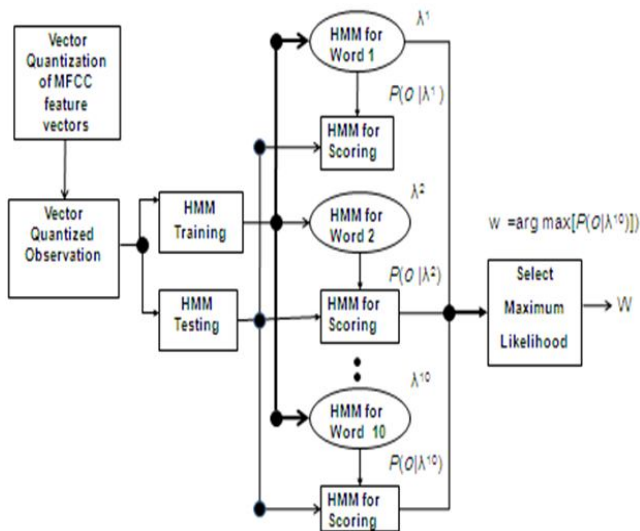 Vector
Quantization
of MFCC
feature
vectors
Vector
Quantized
Observation
HMM
Training
HMM
Testing
λ¹
HMM for
Word 1
P(O|λ¹)
HMM for
Scoring
λ²
HMM for
Word 2
P(O|λ²)
HMM for
Scoring
λ¹⁰
HMM for
Word 10
P(O|λ¹⁰)
HMM for
Scoring
w =arg max[P(O|λ¹⁰)])
Select
Maximum
Likelihood
W